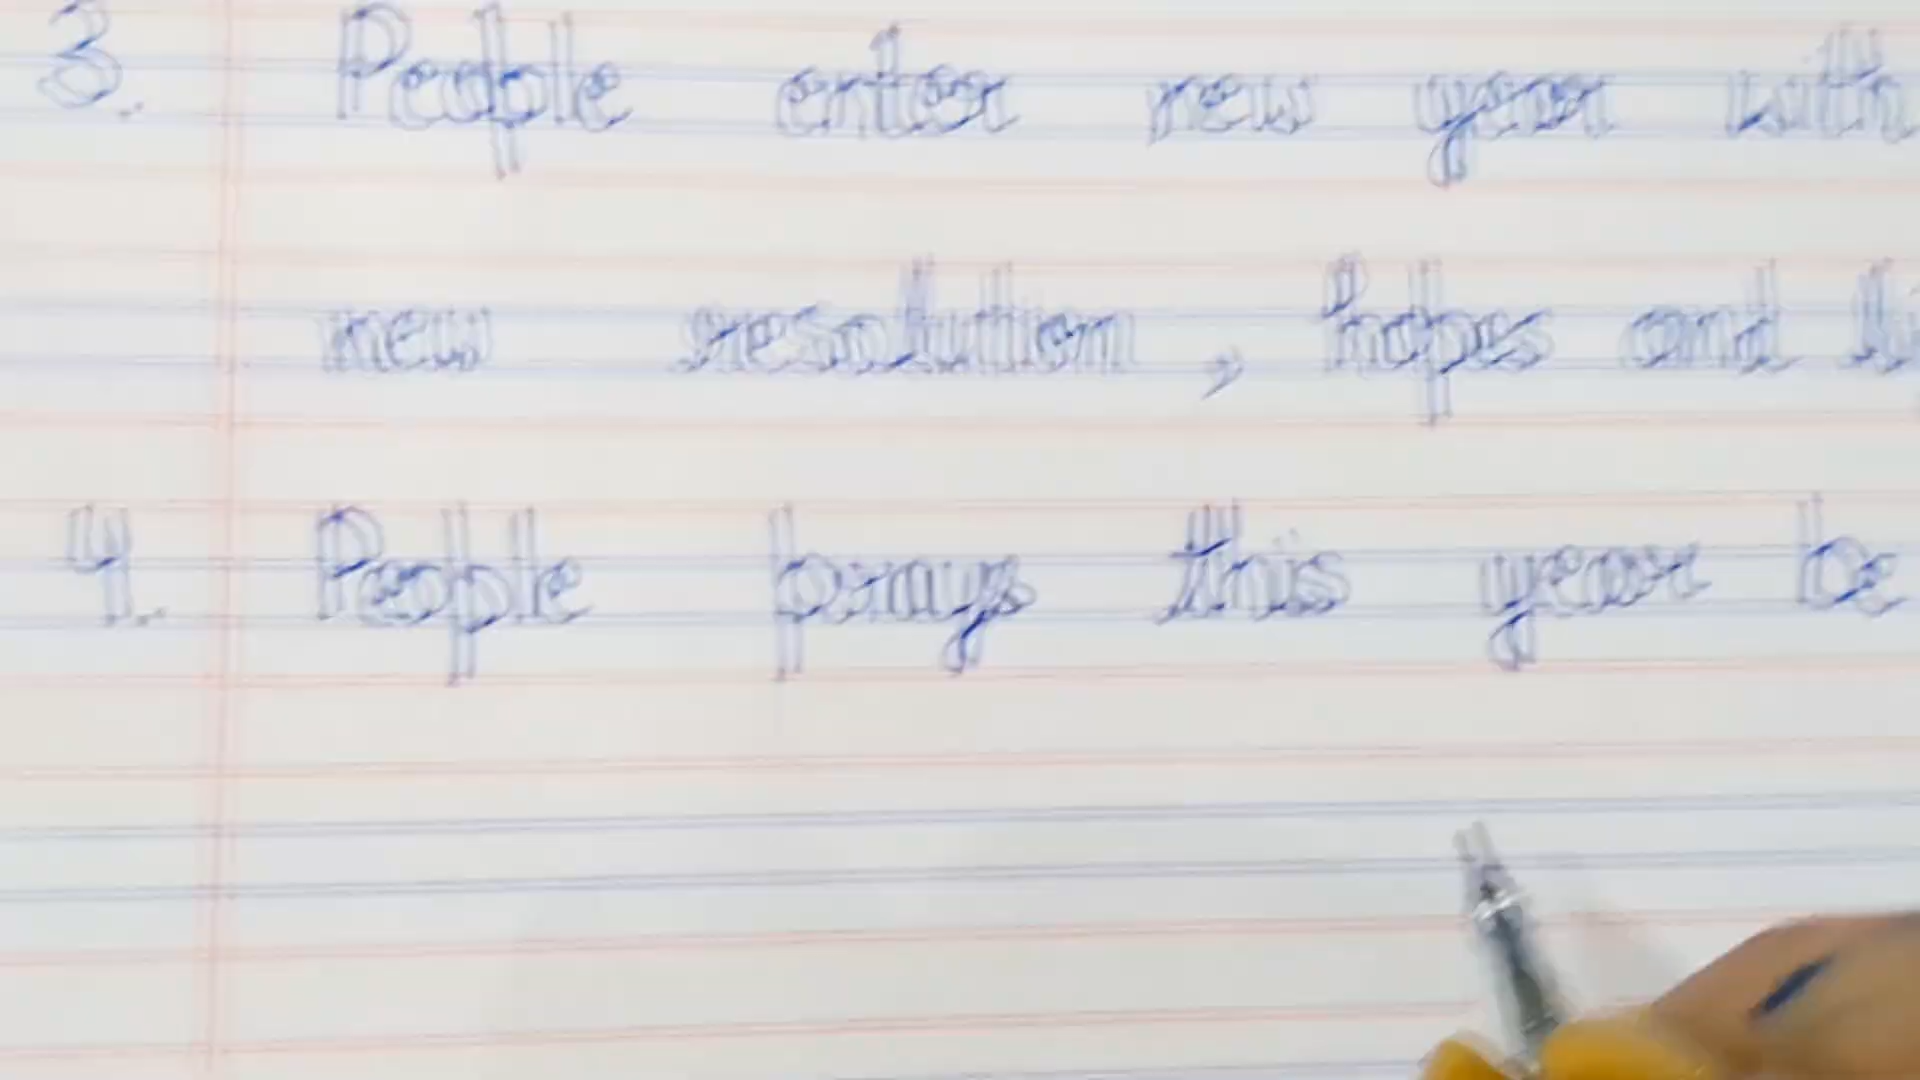 3. People enter new year with
new resolution, hopes and
4. People prays this year be